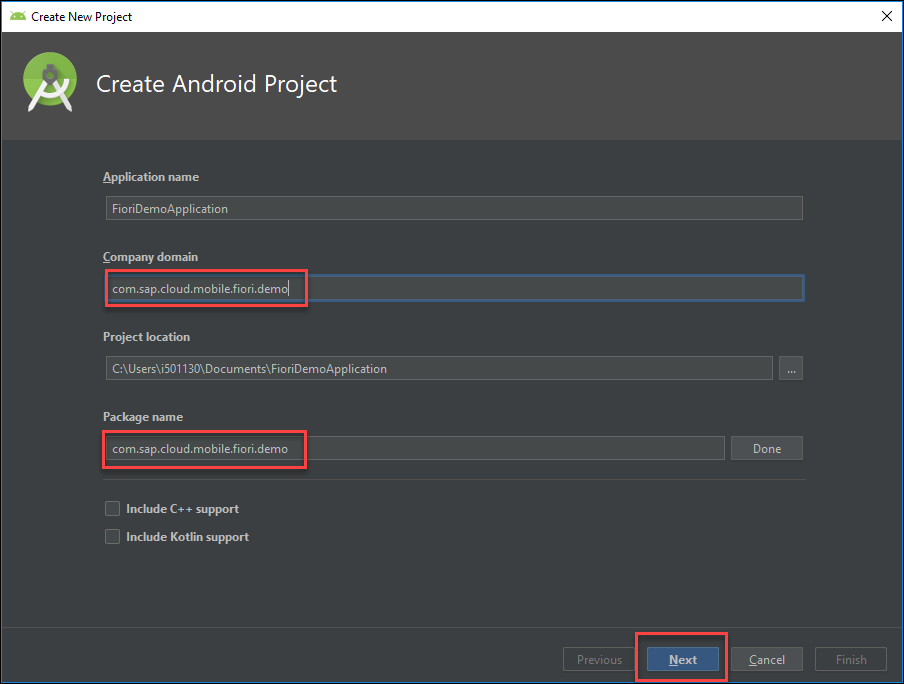 Create New Project
Create Android Project
Application name
FioriDemoApplication
Company domain
com.sap.cloud.mobile.fiori.demo
Project location
C:\Users\i501130\Documents\FioriDemoApplication
...
Package name
com.sap.cloud.mobile.fiori.demo
Done
Include C++ support
Include Kotlin support
Previous
Next
Cancel
Finish